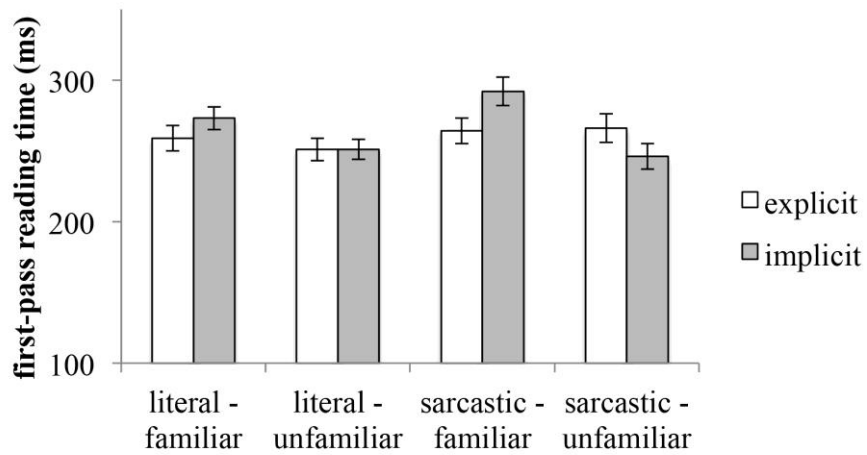 first-pass reading time (ms)
300
200
100
literal -
familiar
literal -
unfamiliar
sarcastic -
familiar
sarcastic -
unfamiliar
explicit
implicit